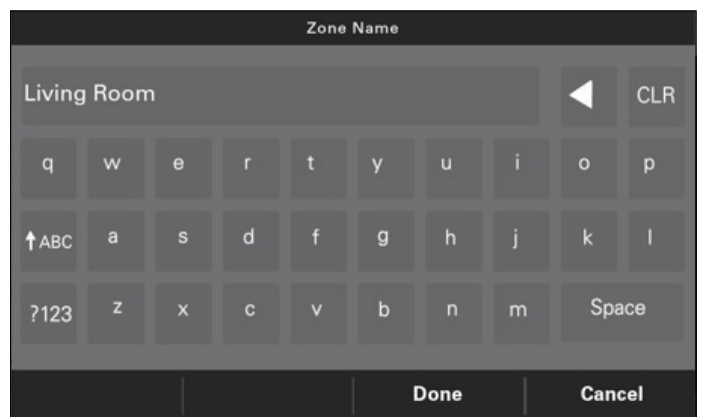 Zone Name
Living Room CLR
q w e r t y u i o p
ABC a s d f g h j k l
?123 z x c v b n m Space
Done Cancel